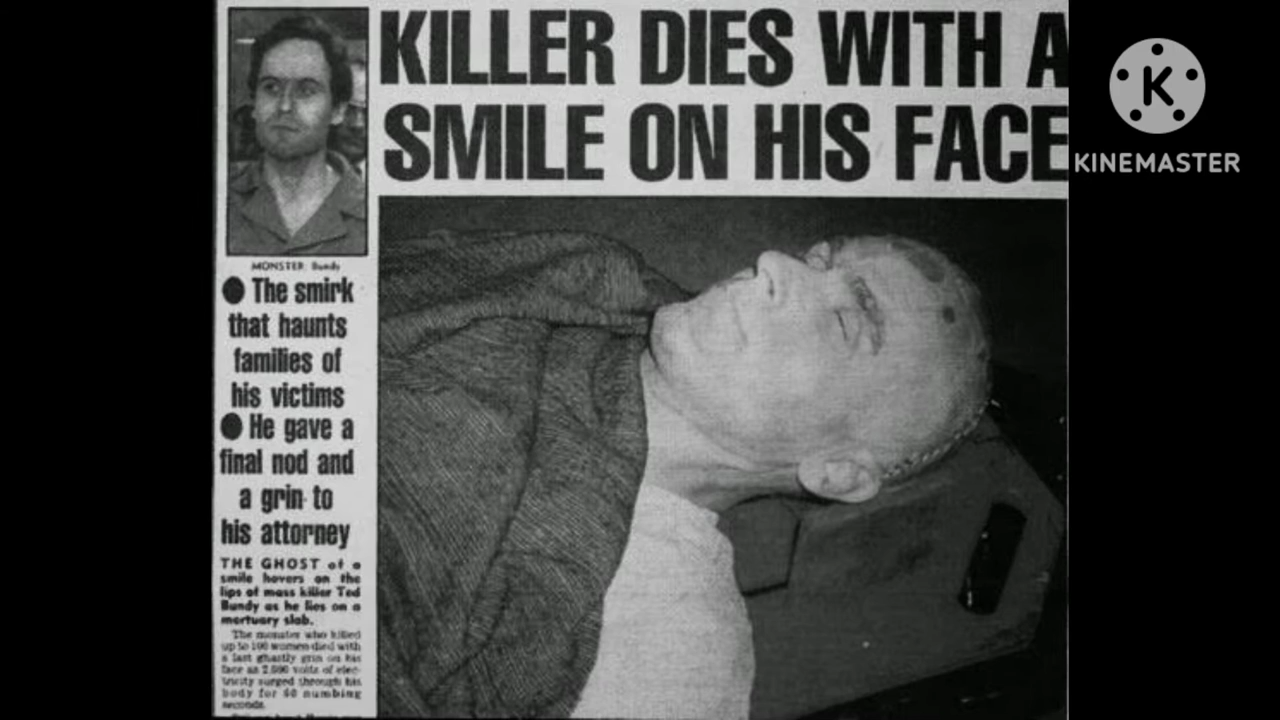 KILLER DIES WITH A
SMILE ON HIS FACE
KINEMASTER
MONSTER: Bundy
● The smirk
that haunts
families of
his victims
● He gave a
final nod and
a grin to
his attorney
THE GHOST of a
smile hovers on the
lips of mass killer Ted
Bundy as he lies on a
mortuary slab.
The monster who killed
up to 100 women died with
a last ghastly grin on his
face as 2,000 volts of elec-
tricity surged through his
body for 60 numbing
seconds.